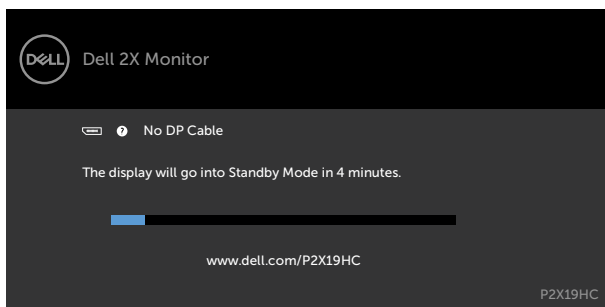 DELL
Dell 2X Monitor
? No DP Cable
The display will go into Standby Mode in 4 minutes.
www.dell.com/P2X19HC
P2X19HC